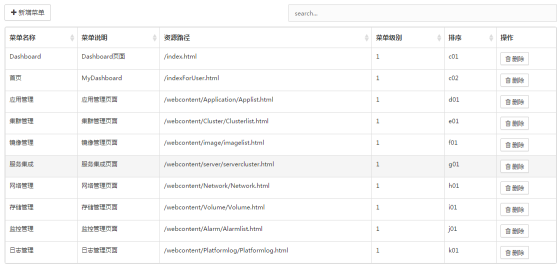 + 新增菜单
search...
菜单名称 菜单说明 资源路径 菜单级别 排序 操作
Dashboard Dashboard页面 /index.html 1 c01 删除
首页 MyDashboard /indexForUser.html 1 c02 删除
应用管理 应用管理页面 /webcontent/Application/Applist.html 1 d01 删除
集群管理 集群管理页面 /webcontent/Cluster/Clusterlist.html 1 e01 删除
镜像管理 镜像管理页面 /webcontent/image/imagelist.html 1 f01 删除
服务集成 服务集成页面 /webcontent/server/servercluster.html 1 g01 删除
网络管理 网络管理页面 /webcontent/Network/Network.html 1 h01 删除
存储管理 存储管理页面 /webcontent/Volume/Volume.html 1 i01 删除
监控管理 监控管理页面 /webcontent/Alarm/Alarmlist.html 1 j01 删除
日志管理 日志管理页面 /webcontent/Platformlog/Platformlog.html 1 k01 删除